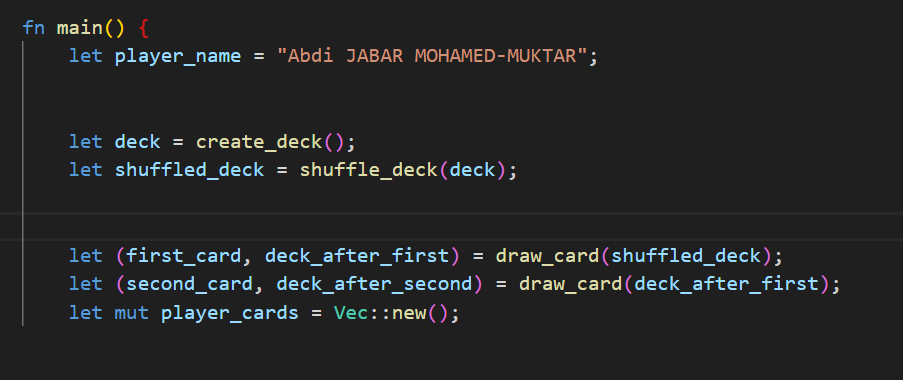 fn main() {
let player_name = "Abdi JABAR MOHAMED-MUKTAR";
let deck = create_deck();
let shuffled_deck = shuffle_deck(deck);
let (first_card, deck_after_first) = draw_card(shuffled_deck);
let (second_card, deck_after_second) = draw_card(deck_after_first);
let mut player_cards = Vec::new();